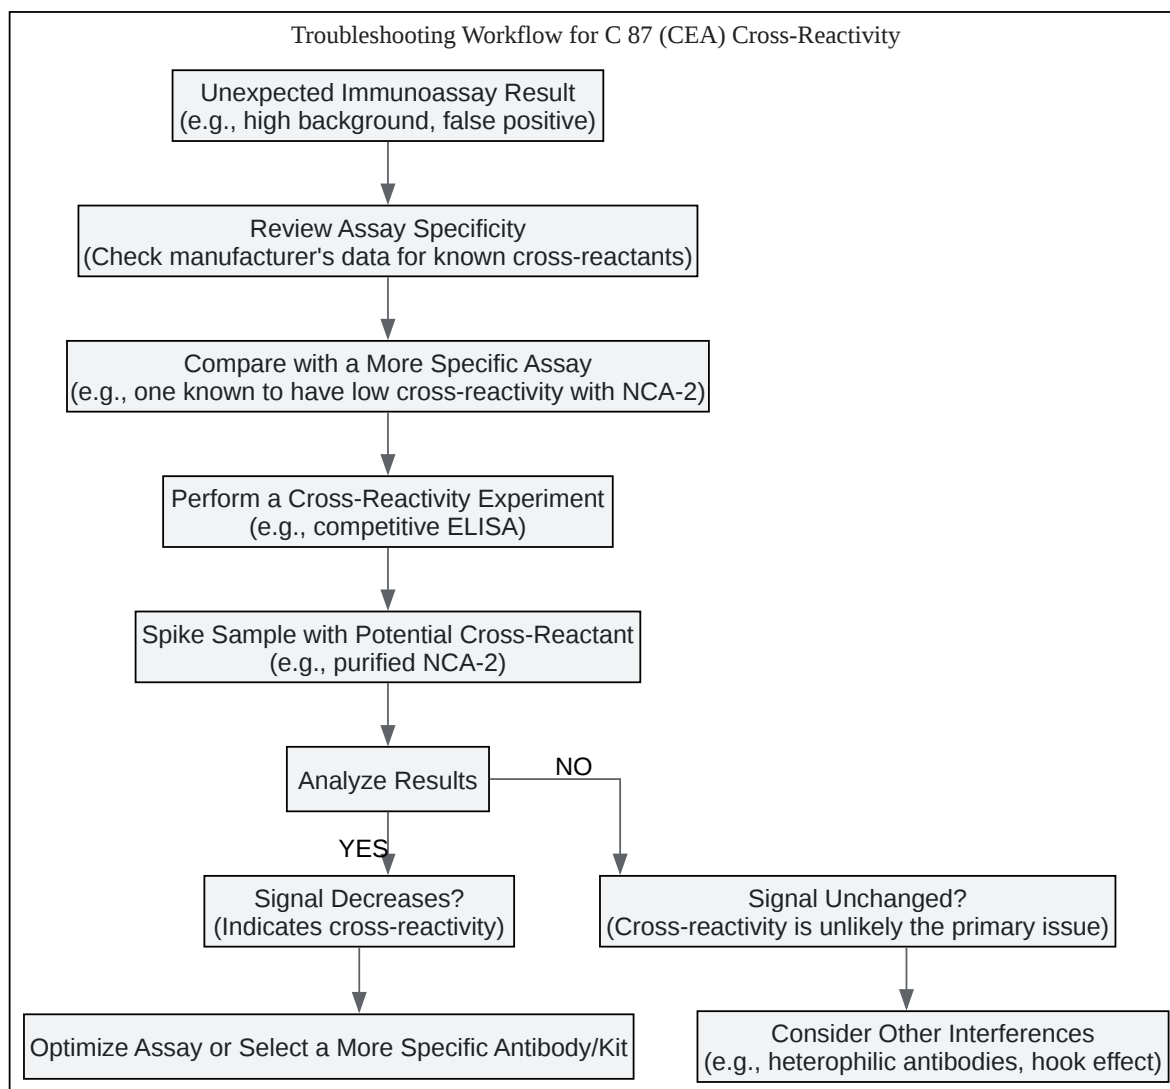 Troubleshooting Workflow for C 87 (CEA) Cross-Reactivity
Unexpected Immunoassay Result
(e.g., high background, false positive)
Review Assay Specificity
(Check manufacturer's data for known cross-reactants)
Compare with a More Specific Assay
(e.g., one known to have low cross-reactivity with NCA-2)
Perform a Cross-Reactivity Experiment
(e.g., competitive ELISA)
Spike Sample with Potential Cross-Reactant
(e.g., purified NCA-2)
Analyze Results
NO
YES
Signal Decreases?
(Indicates cross-reactivity)
Signal Unchanged?
(Cross-reactivity is unlikely the primary issue)
Optimize Assay or Select a More Specific Antibody/Kit
Consider Other Interferences
(e.g., heterophilic antibodies, hook effect)